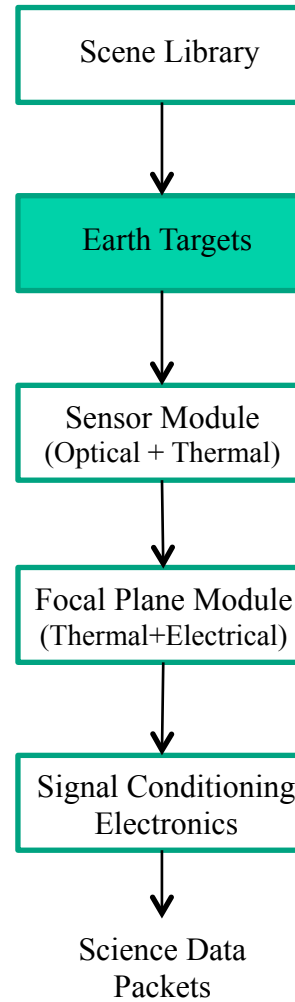 Scene Library
Earth Targets
Sensor Module
(Optical + Thermal)
Focal Plane Module
(Thermal+Electrical)
Signal Conditioning
Electronics
Science Data
Packets